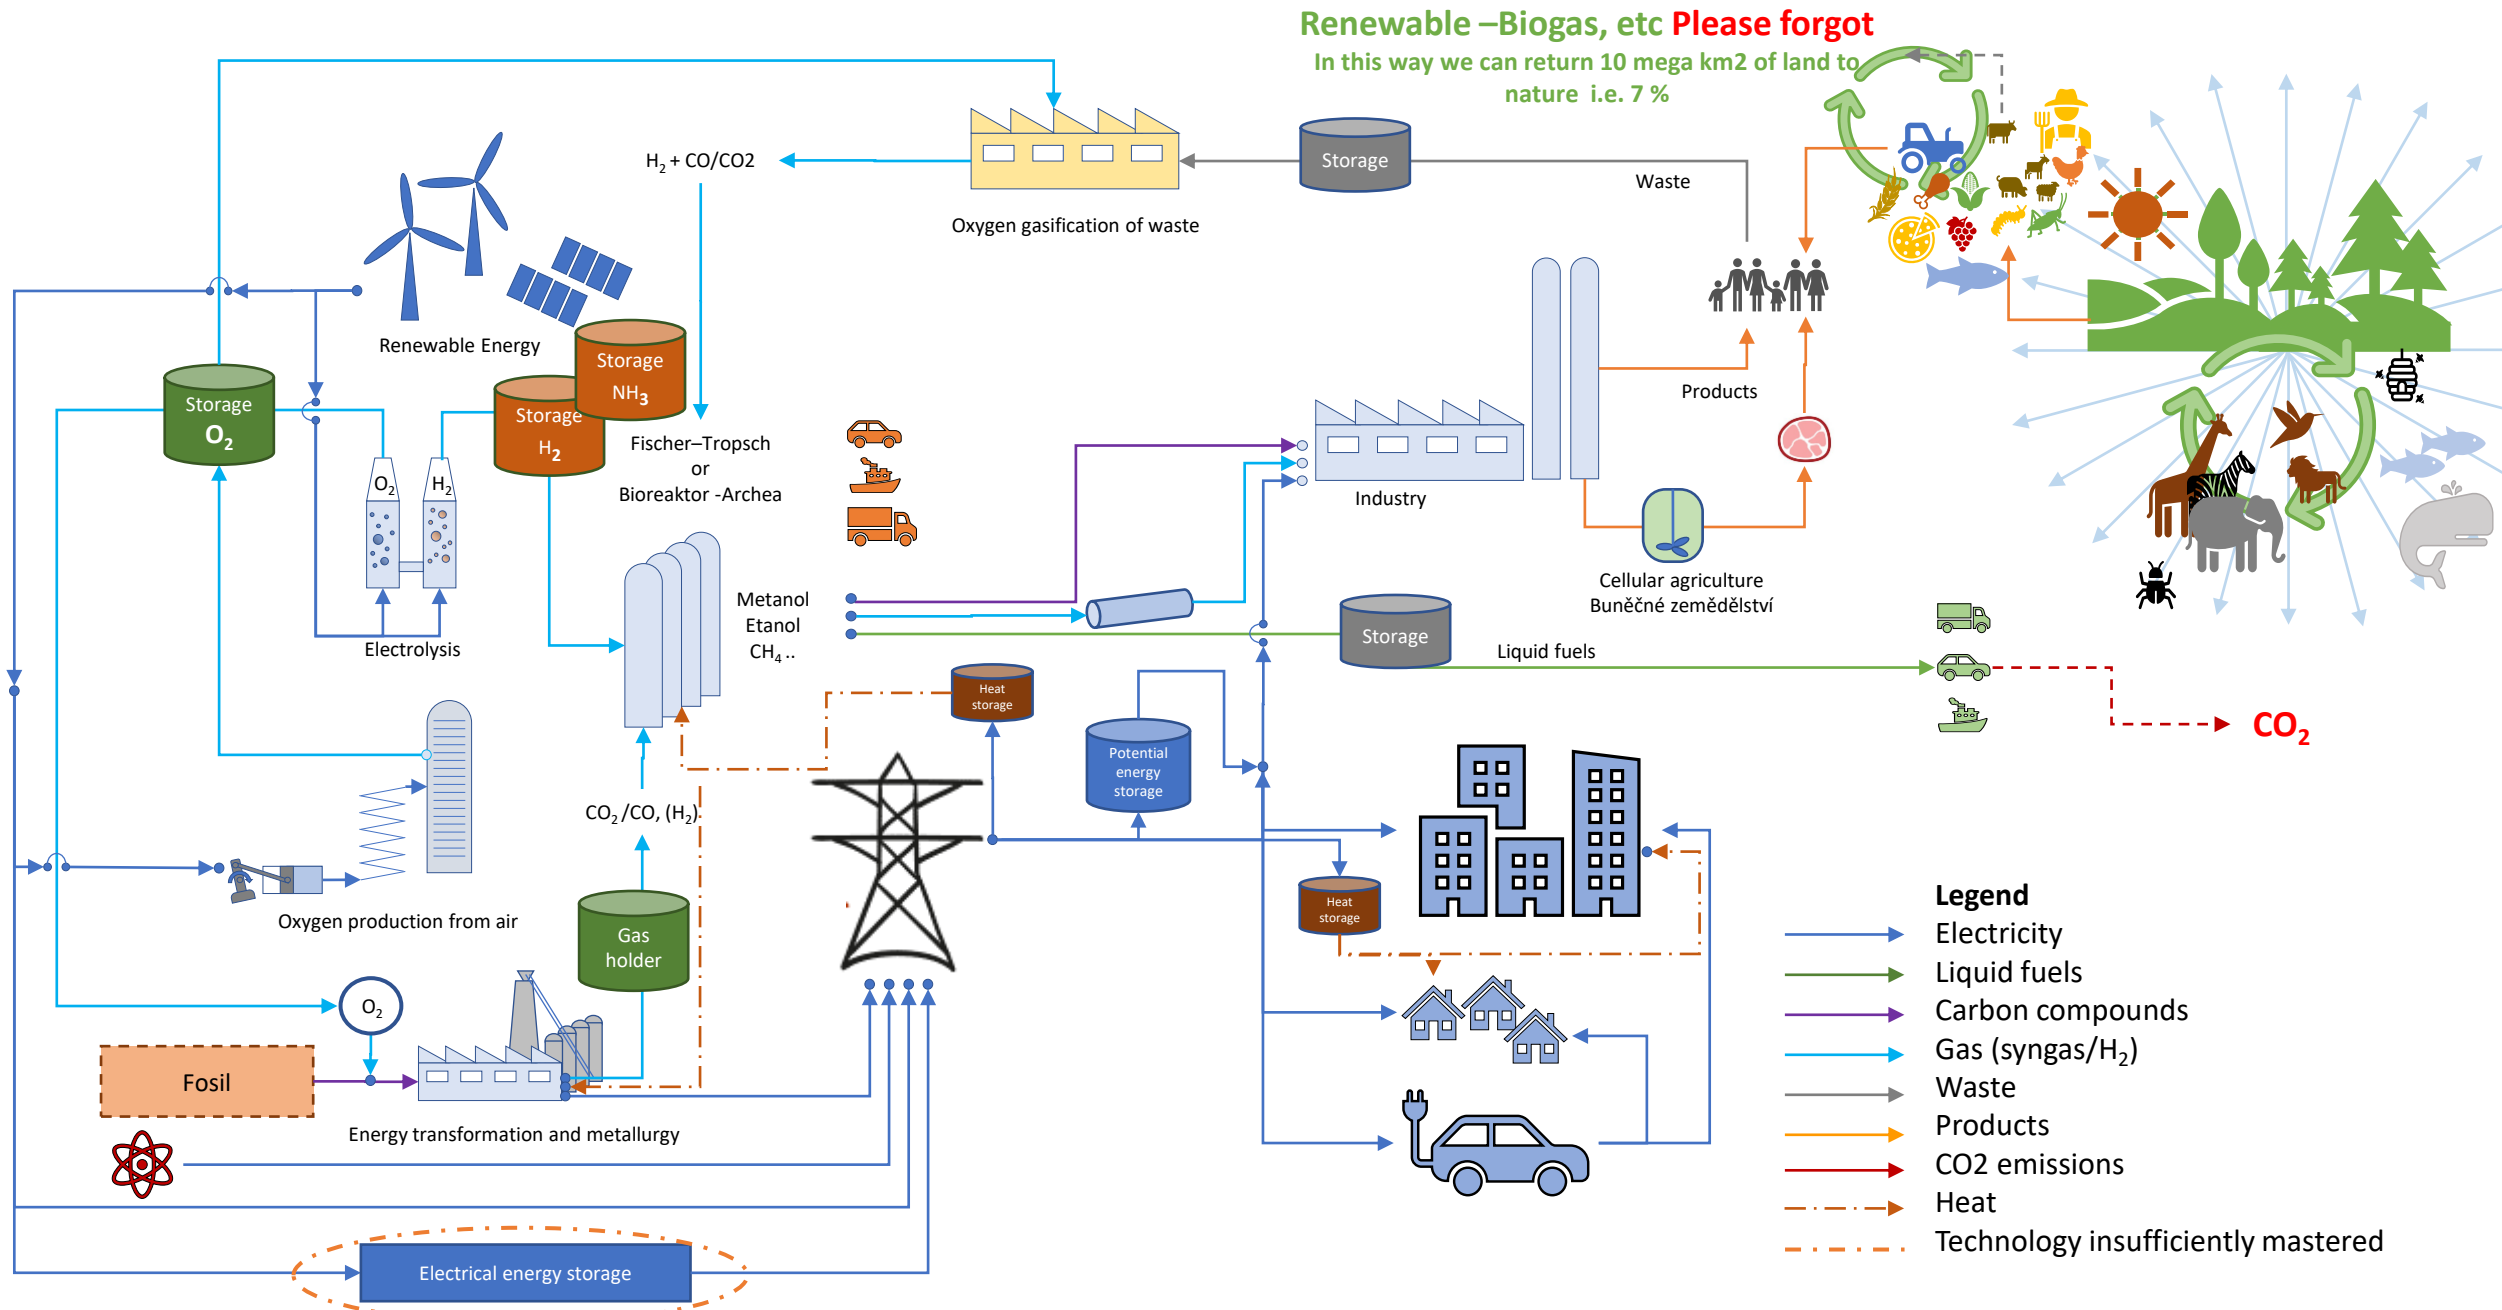 Renewable –Biogas, etc Please forgot
In this way we can return 10 mega km2 of land to
nature i.e. 7 %
H2 + CO/CO2
Storage
Waste
Oxygen gasification of waste
Renewable Energy
Storage
NH3
Storage
O2
Storage
H2
Products
Fischer–Tropsch
or
Bioreaktor -Archea
O2
H2
Industry
Cellular agriculture
Buněčné zemědělství
Metanol
Etanol
CH4 ..
Storage
Electrolysis
Liquid fuels
Heat
storage
CO2
Potential
energy
storage
CO2 /CO, (H2)
Heat
storage
Oxygen production from air
Gas
holder
O2
Fosil
Energy transformation and metallurgy
Electrical energy storage
Legend
Electricity
Liquid fuels
Carbon compounds
Gas (syngas/H2)
Waste
Products
CO2 emissions
Heat
Technology insufficiently mastered